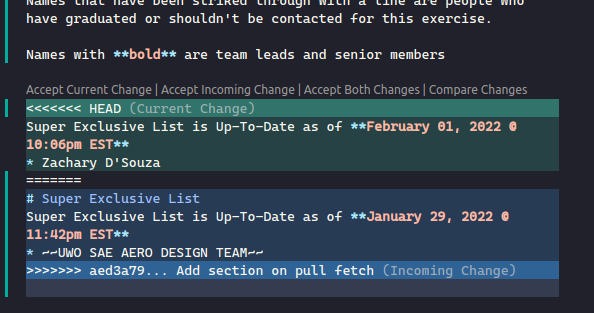 Names that have been striked through with a line are people who
have graduated or shouldn't be contacted for this exercise.
Names with **bold** are team leads and senior members
Accept Current Change | Accept Incoming Change | Accept Both Changes | Compare Changes
<<<<<<< HEAD (Current Change)
Super Exclusive List is Up-To-Date as of **February 01, 2022 @
10:06pm EST**
* Zachary D'Souza
=======
# Super Exclusive List
Super Exclusive List is Up-To-Date as of **January 29, 2022 @
11:42pm EST**
* ~~UWO SAE AERO DESIGN TEAM~~
>>>>>>> aed3a79... Add section on pull fetch (Incoming Change)